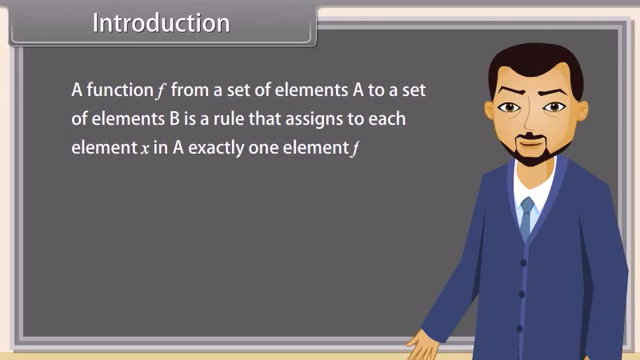 Introduction
A function f from a set of elements A to a set
of elements B is a rule that assigns to each
element x in A exactly one element f